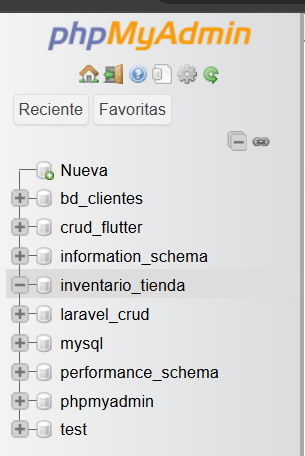 phpMyAdmin
Reciente Favoritas
Nueva
bd_clientes
crud_flutter
information_schema
inventario_tienda
laravel_crud
mysql
performance_schema
phpmyadmin
test